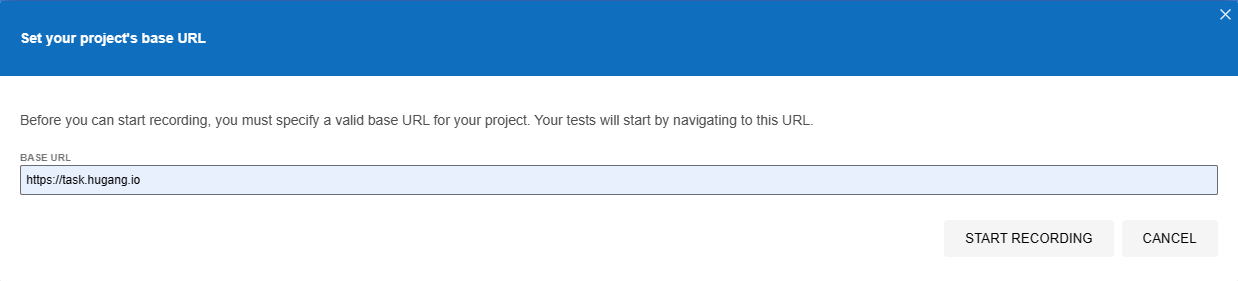 Set your project's base URL
Before you can start recording, you must specify a valid base URL for your project. Your tests will start by navigating to this URL.
BASE URL
https://task.hugang.io
START RECORDING CANCEL